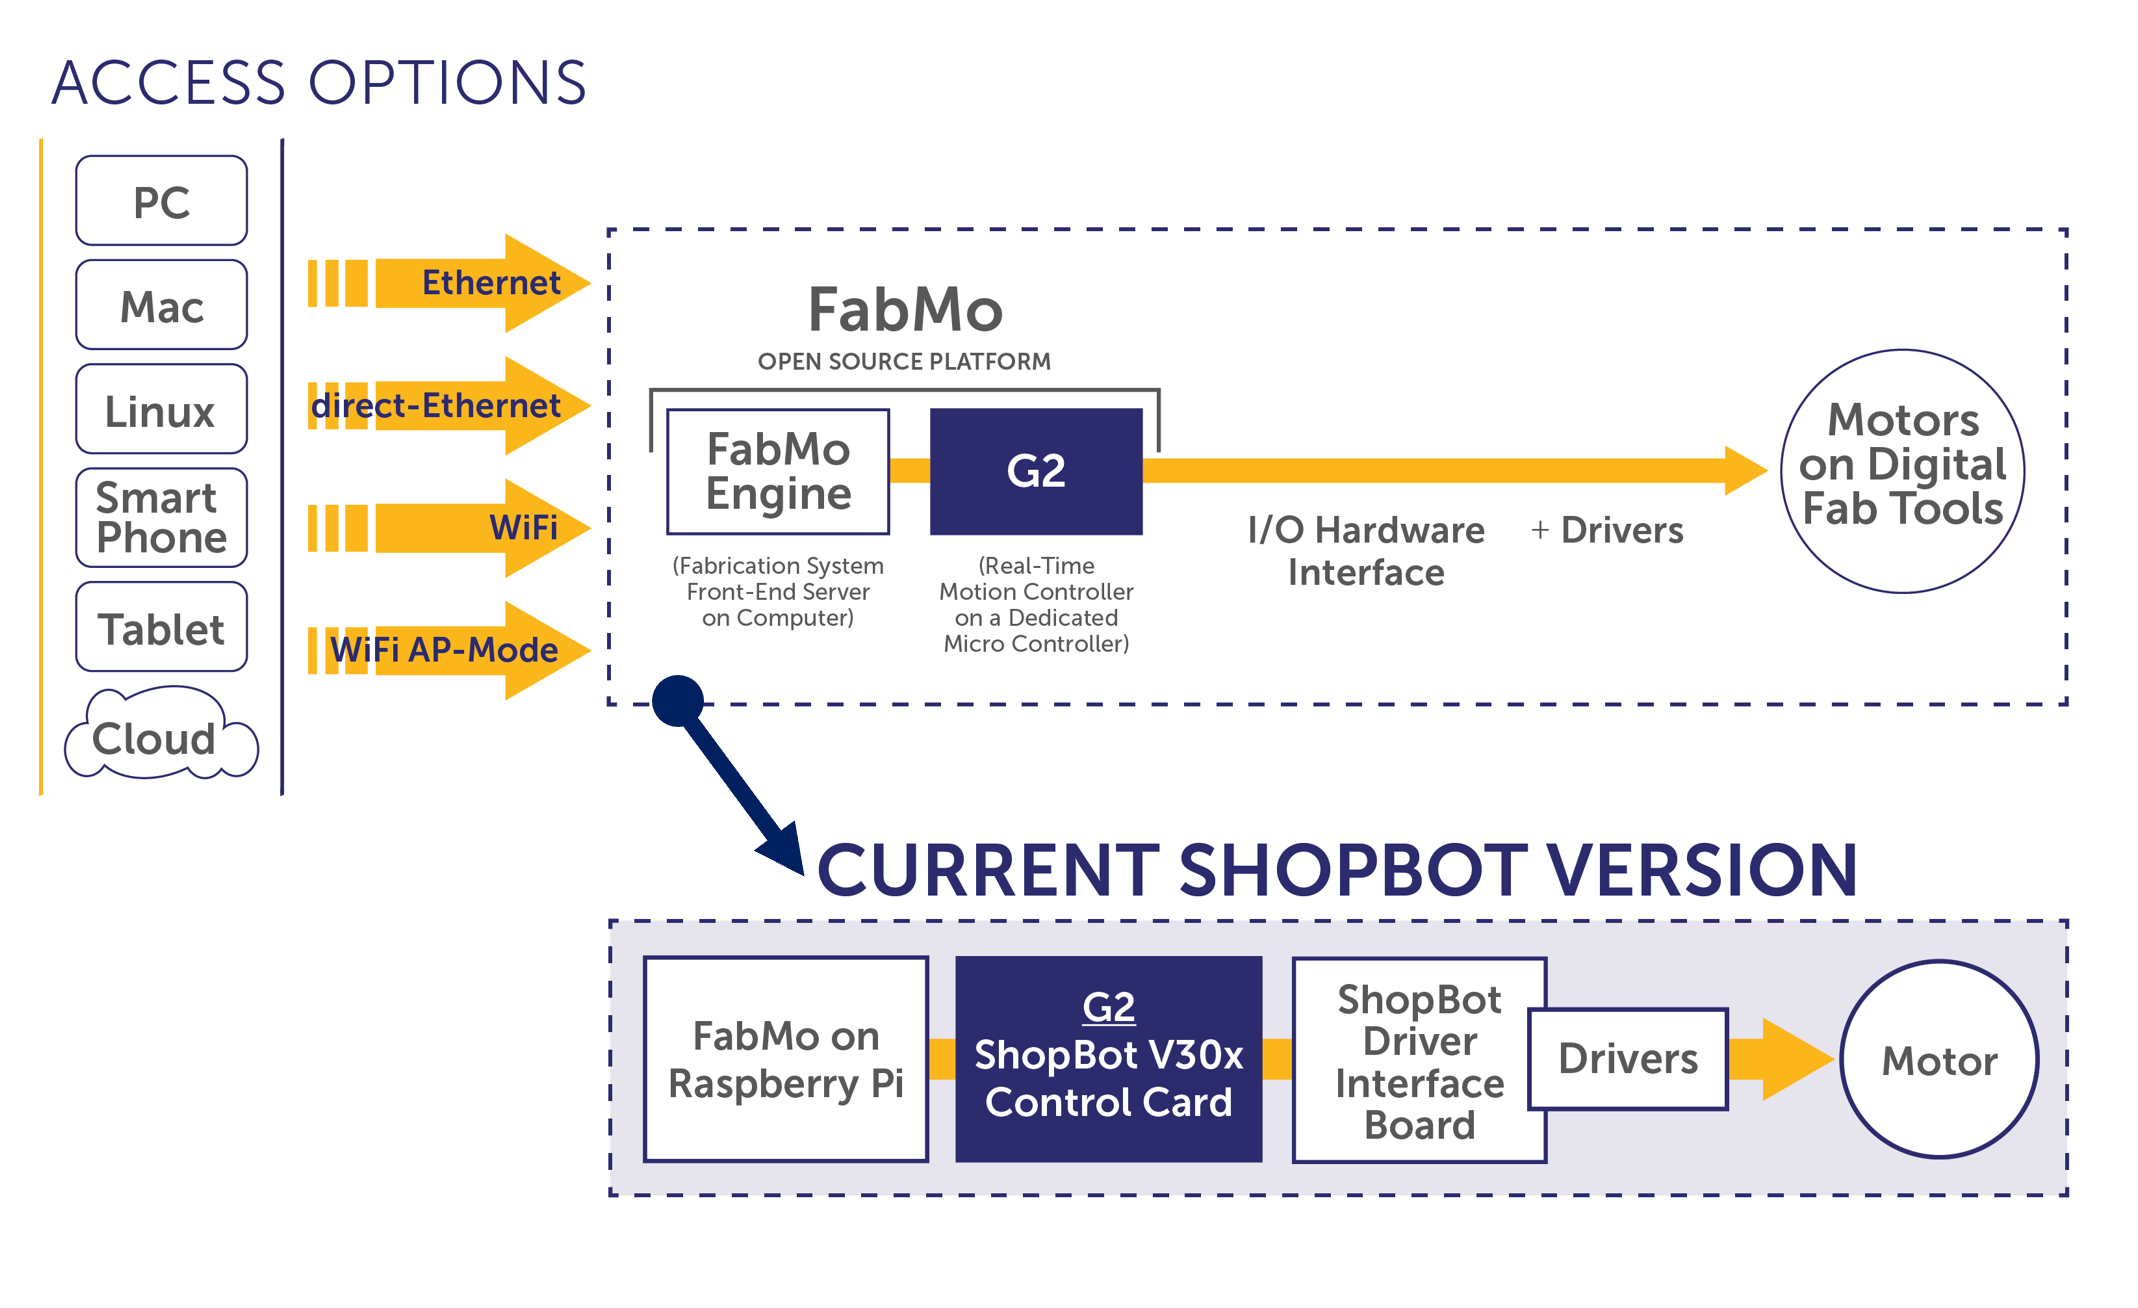 ACCESS OPTIONS
PC
Mac
Linux
Smart
Phone
Tablet
Cloud
Ethernet
direct-Ethernet
WiFi
WiFi AP-Mode
FabMo
OPEN SOURCE PLATFORM
FabMo
Engine
(Fabrication System
Front-End Server
on Computer)
G2
(Real-Time
Motion Controller
on a Dedicated
Micro Controller)
I/O Hardware
Interface
+ Drivers
Motors
on Digital
Fab Tools
CURRENT SHOPBOT VERSION
FabMo on
Raspberry Pi
G2
ShopBot V30x
Control Card
ShopBot
Driver
Interface
Board
Drivers
Motor